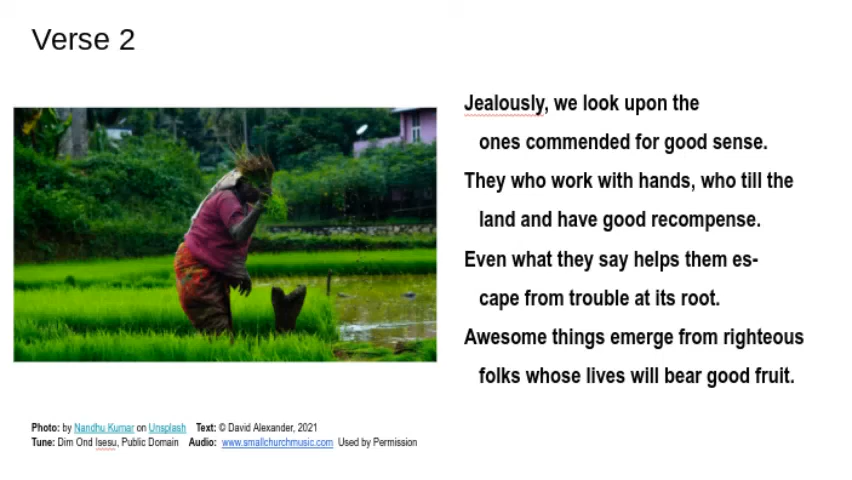 Verse 2
Jealously, we look upon the
ones commended for good sense.
They who work with hands, who till the
land and have good recompense.
Even what they say helps them es-
cape from trouble at its root.
Awesome things emerge from righteous
folks whose lives will bear good fruit.
Photo: by Nandhu Kumar on Unsplash Text: © David Alexander, 2021
Tune: Dim Ond Isesu, Public Domain Audio: www.smallchurchmusic.com Used by Permission